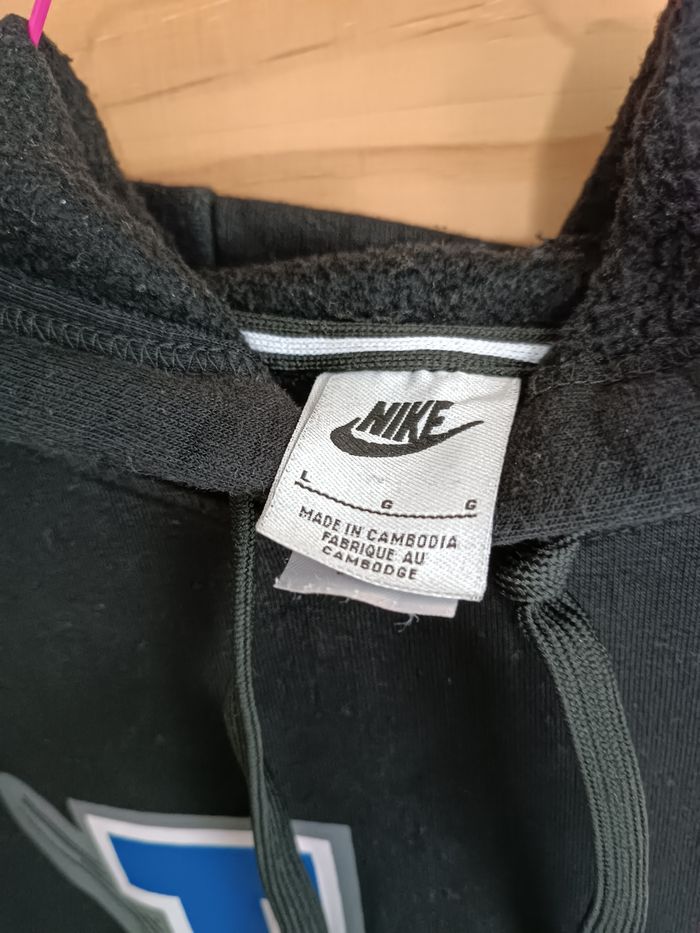 NIKE
L G G
MADE IN CAMBODIA
FABRIQUE AU
CAMBODGE